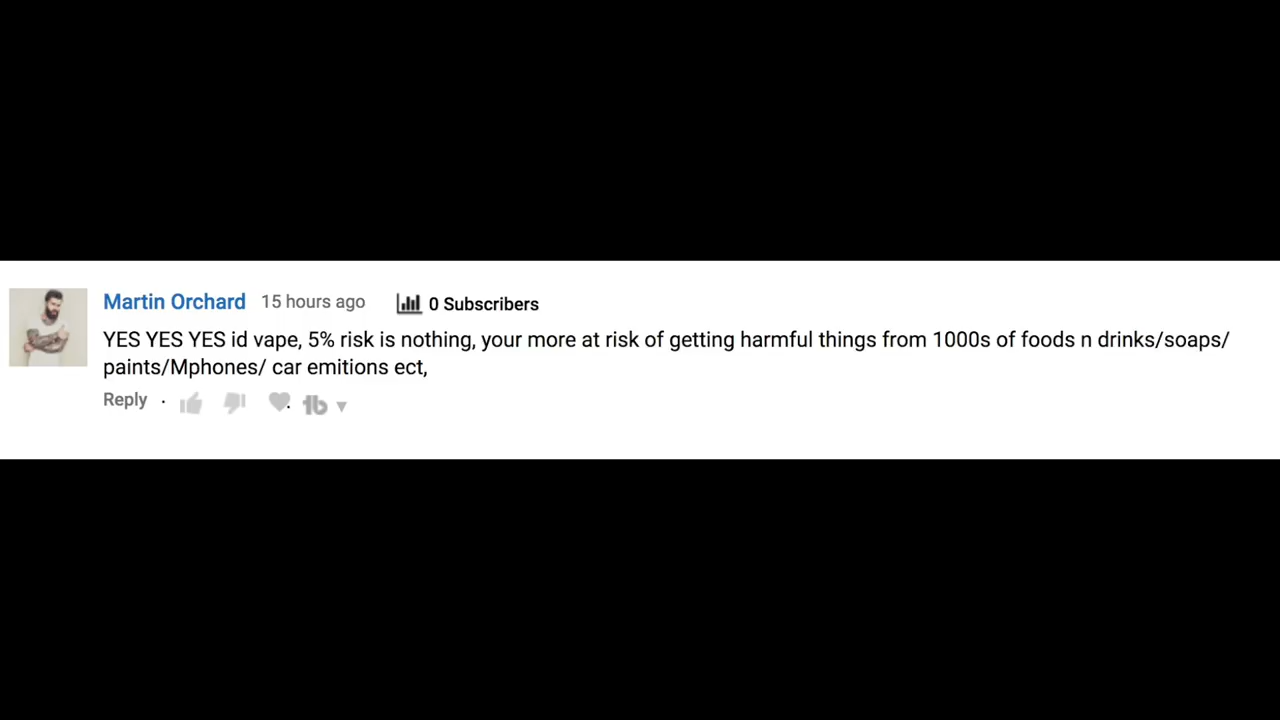 Martin Orchard 15 hours ago 0 Subscribers
YES YES YES id vape, 5% risk is nothing, your more at risk of getting harmful things from 1000s of foods n drinks/soaps/
paints/Mphones/ car emitions ect,
Reply · tb ▼